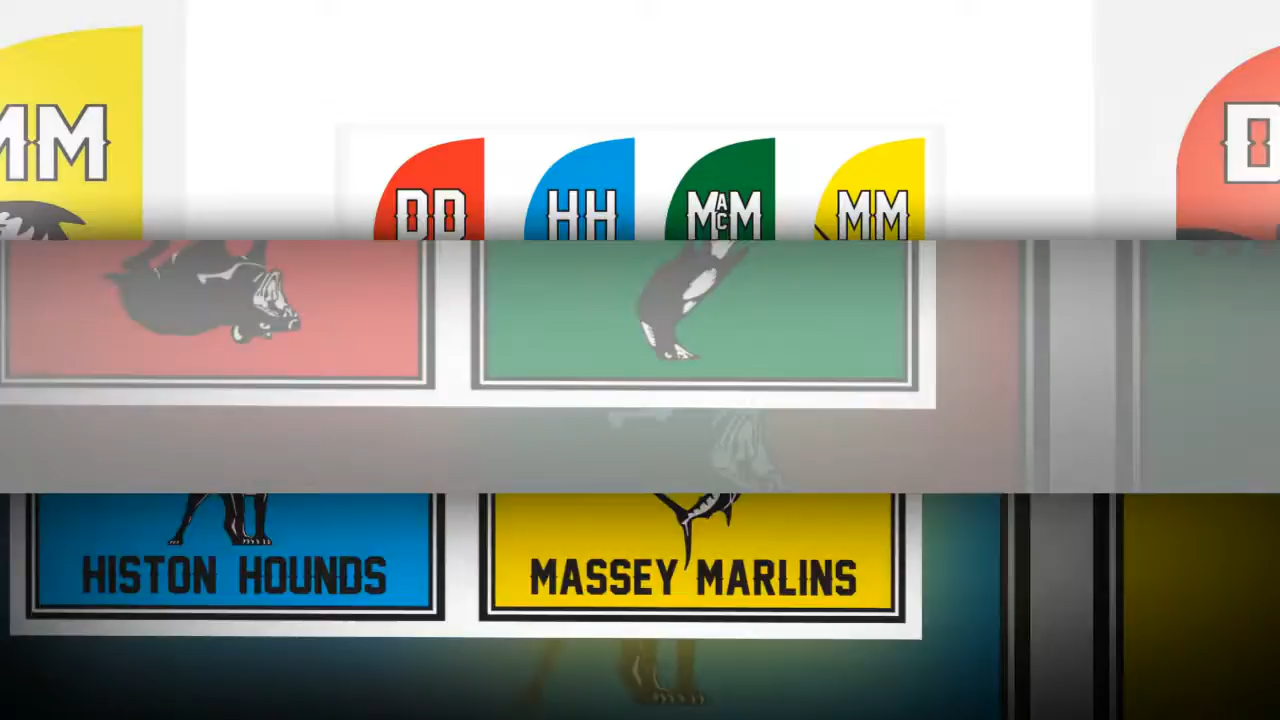 MM
DD HH MACM MM
D
HISTON HOUNDS
MASSEY MARLINS